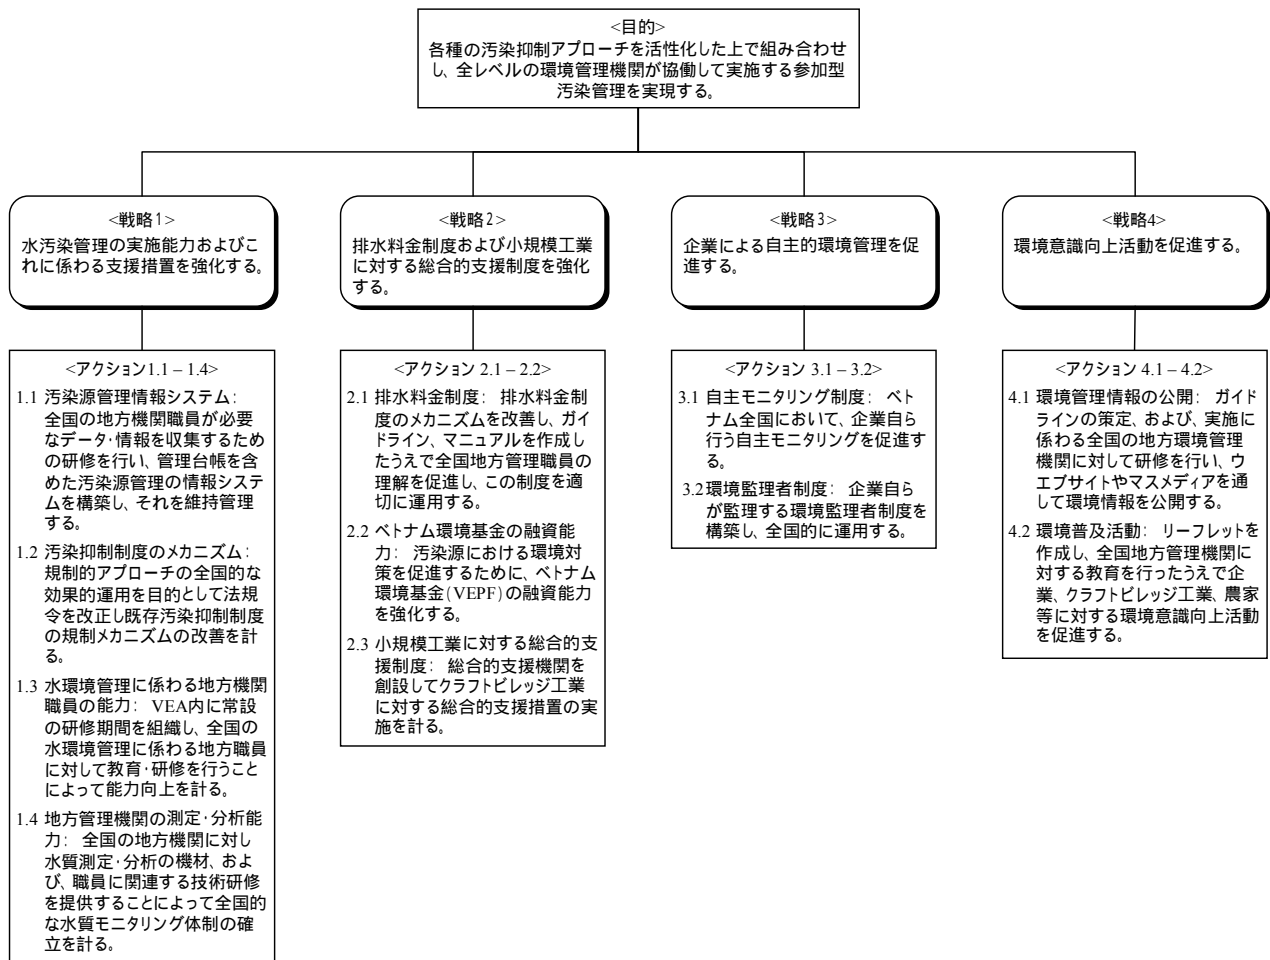 <目的>
各種の汚染抑制アプローチを活性化した上で組み合わせ
し、全レベルの環境管理機関が協働して実施する参加型
汚染管理を実現する。
<戦略1>
水汚染管理の実施能力およびこ
れに係わる支援措置を強化する。
<戦略2>
排水料金制度および小規模工業
に対する総合的支援制度を強化
する。
<戦略3>
企業による自主的環境管理を促
進する。
<戦略4>
環境意識向上活動を促進する。
<アクション1.1 – 1.4>
1.1 汚染源管理情報システム:
全国の地方機関職員が必要
なデータ・情報を収集するため
の研修を行い、管理台帳を含
めた汚染源管理の情報システ
ムを構築し、それを維持管理
する。
1.2 汚染抑制制度のメカニズム:
規制的アプローチの全国的な
効果的運用を目的として法規
令を改正し既存汚染抑制制度
の規制メカニズムの改善を計
る。
1.3 水環境管理に係わる地方機関
職員の能力: VEA内に常設
の研修期間を組織し、全国の
水環境管理に係わる地方職員
に対して教育・研修を行うこと
によって能力向上を計る。
1.4 地方管理機関の測定・分析能
力: 全国の地方機関に対し
水質測定・分析の機材、およ
び、職員に関連する技術研修
を提供することによって全国的
な水質モニタリング体制の確
立を計る。
<アクション 2.1 – 2.2>
2.1 排水料金制度: 排水料金制
度のメカニズムを改善し、ガイ
ドライン、マニュアルを作成し
たうえで全国地方管理職員の
理解を促進し、この制度を適
切に運用する。
2.2 ベトナム環境基金の融資能
力: 汚染源における環境対
策を促進するために、ベトナム
環境基金(VEPF)の融資能力
を強化する。
2.3 小規模工業に対する総合的支
援制度: 総合的支援機関を
創設してクラフトビレッジ工業
に対する総合的支援措置の実
施を計る。
<アクション 3.1 – 3.2>
3.1 自主モニタリング制度: ベト
ナム全国において、企業自ら
行う自主モニタリングを促進す
る。
3.2環境監理者制度: 企業自ら
が監理する環境監理者制度を
構築し、全国的に運用する。
<アクション 4.1 – 4.2>
4.1 環境管理情報の公開: ガイド
ラインの策定、および、実施に
係わる全国の地方環境管理
機関に対して研修を行い、ウ
エブサイトやマスメディアを通
して環境情報を公開する。
4.2 環境普及活動: リーフレットを
作成し、全国地方管理機関に
対する教育を行ったうえで企
業、クラフトビレッジ工業、農家
等に対する環境意識向上活動
を促進する。